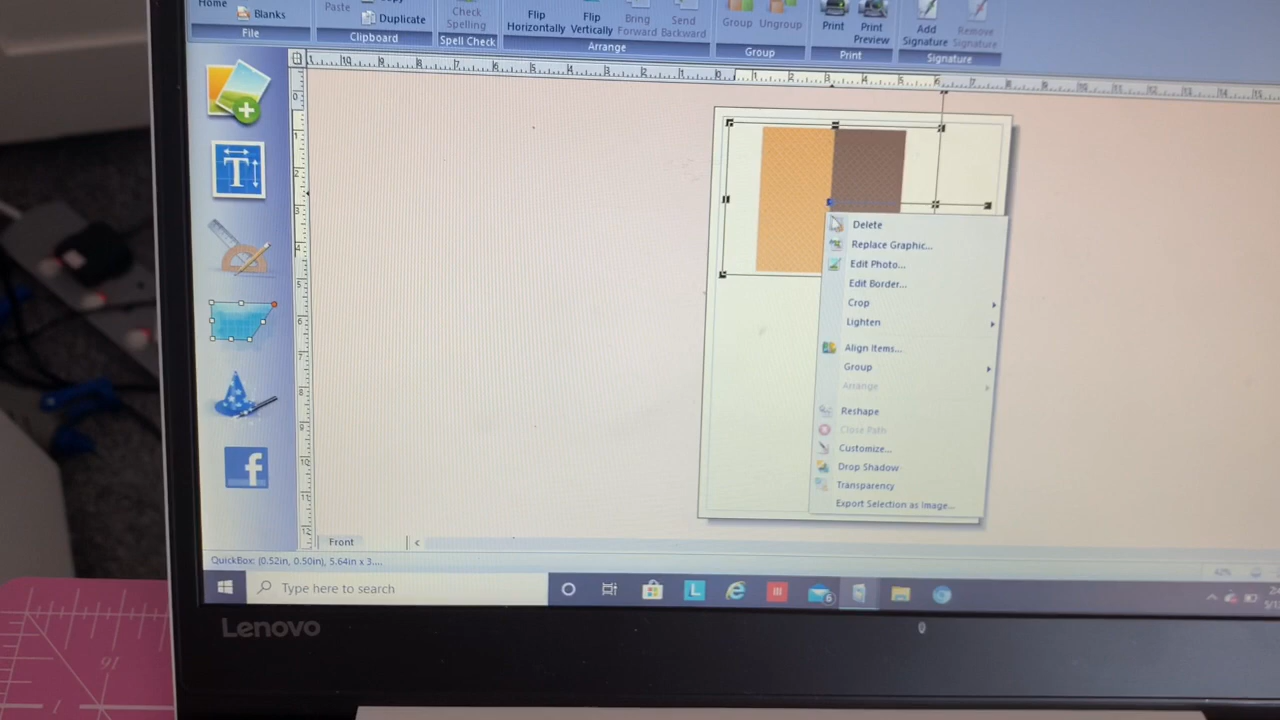 Home
Blanks
File
Paste
Duplicate
Clipboard
Check
Spelling
Spell Check
Flip
Horizontally
Flip
Vertically
Bring
Forward
Send
Backward
Arrange
Group
Ungroup
Group
Print
Print
Preview
Print
Add
Signature
Remove
Signature
Signature
T
Delete
Replace Graphic...
Edit Photo...
Edit Border...
Crop
Lighten
Align Items...
Group
Arrange
Reshape
Close Path
Customize...
Drop Shadow
Transparency
Export Selection as Image...
f
Front
QuickBox: (0.52in, 0.50in), 5.64in x 3....
42%
Type here to search
L
6
Lenovo
16